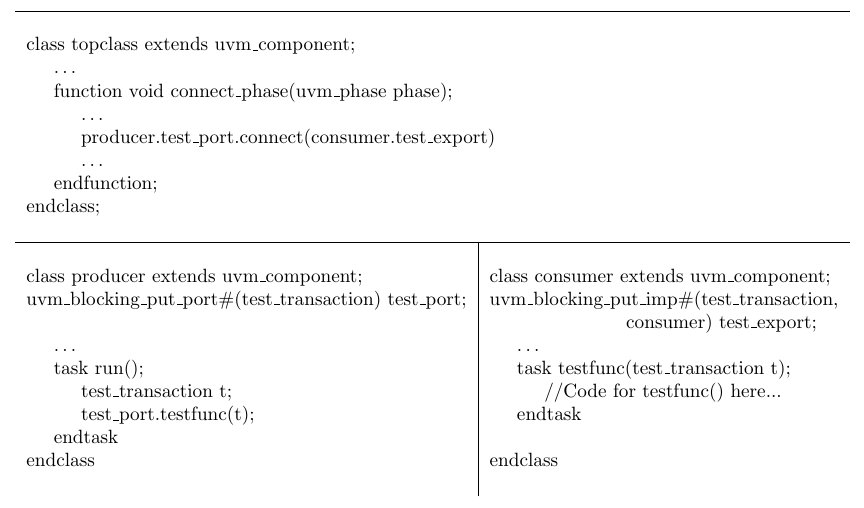 class topclass extends uvm_component;
...
function void connect_phase(uvm_phase phase);
...
producer.test_port.connect(consumer.test_export)
...
endfunction;
endclass;
class producer extends uvm_component;
uvm_blocking_put_port#(test_transaction) test_port;
...
task run();
test_transaction t;
test_port.testfunc(t);
endtask
endclass
class consumer extends uvm_component;
uvm_blocking_put_imp#(test_transaction,
consumer) test_export;
...
task testfunc(test_transaction t);
//Code for testfunc() here...
endtask
endclass